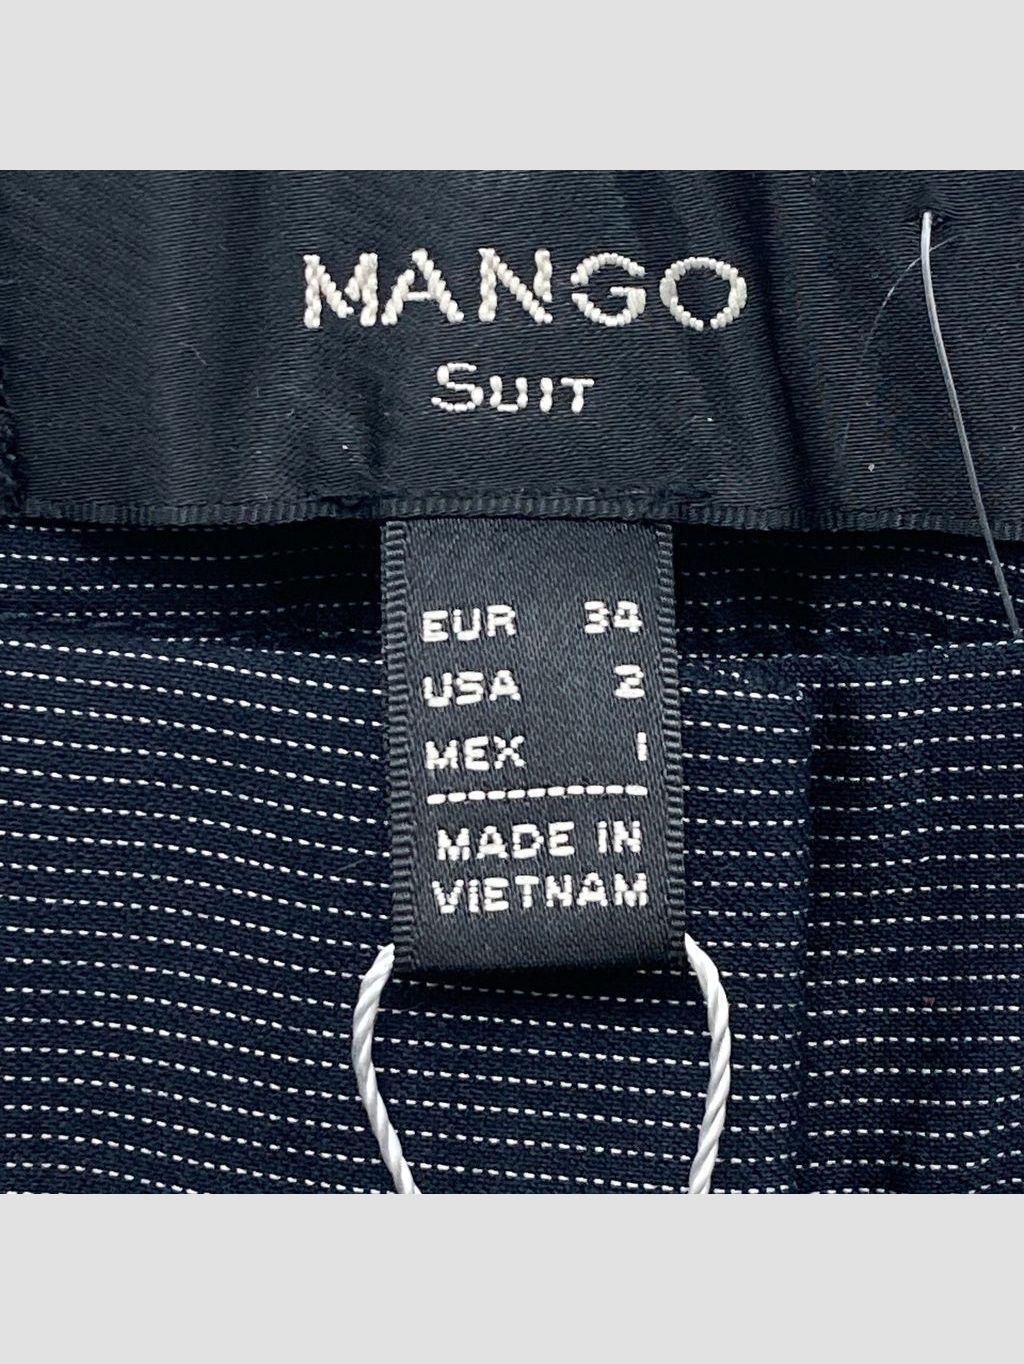 MANGO
SUIT
EUR 34
USA 2
MEX 1
MADE IN
VIETNAM